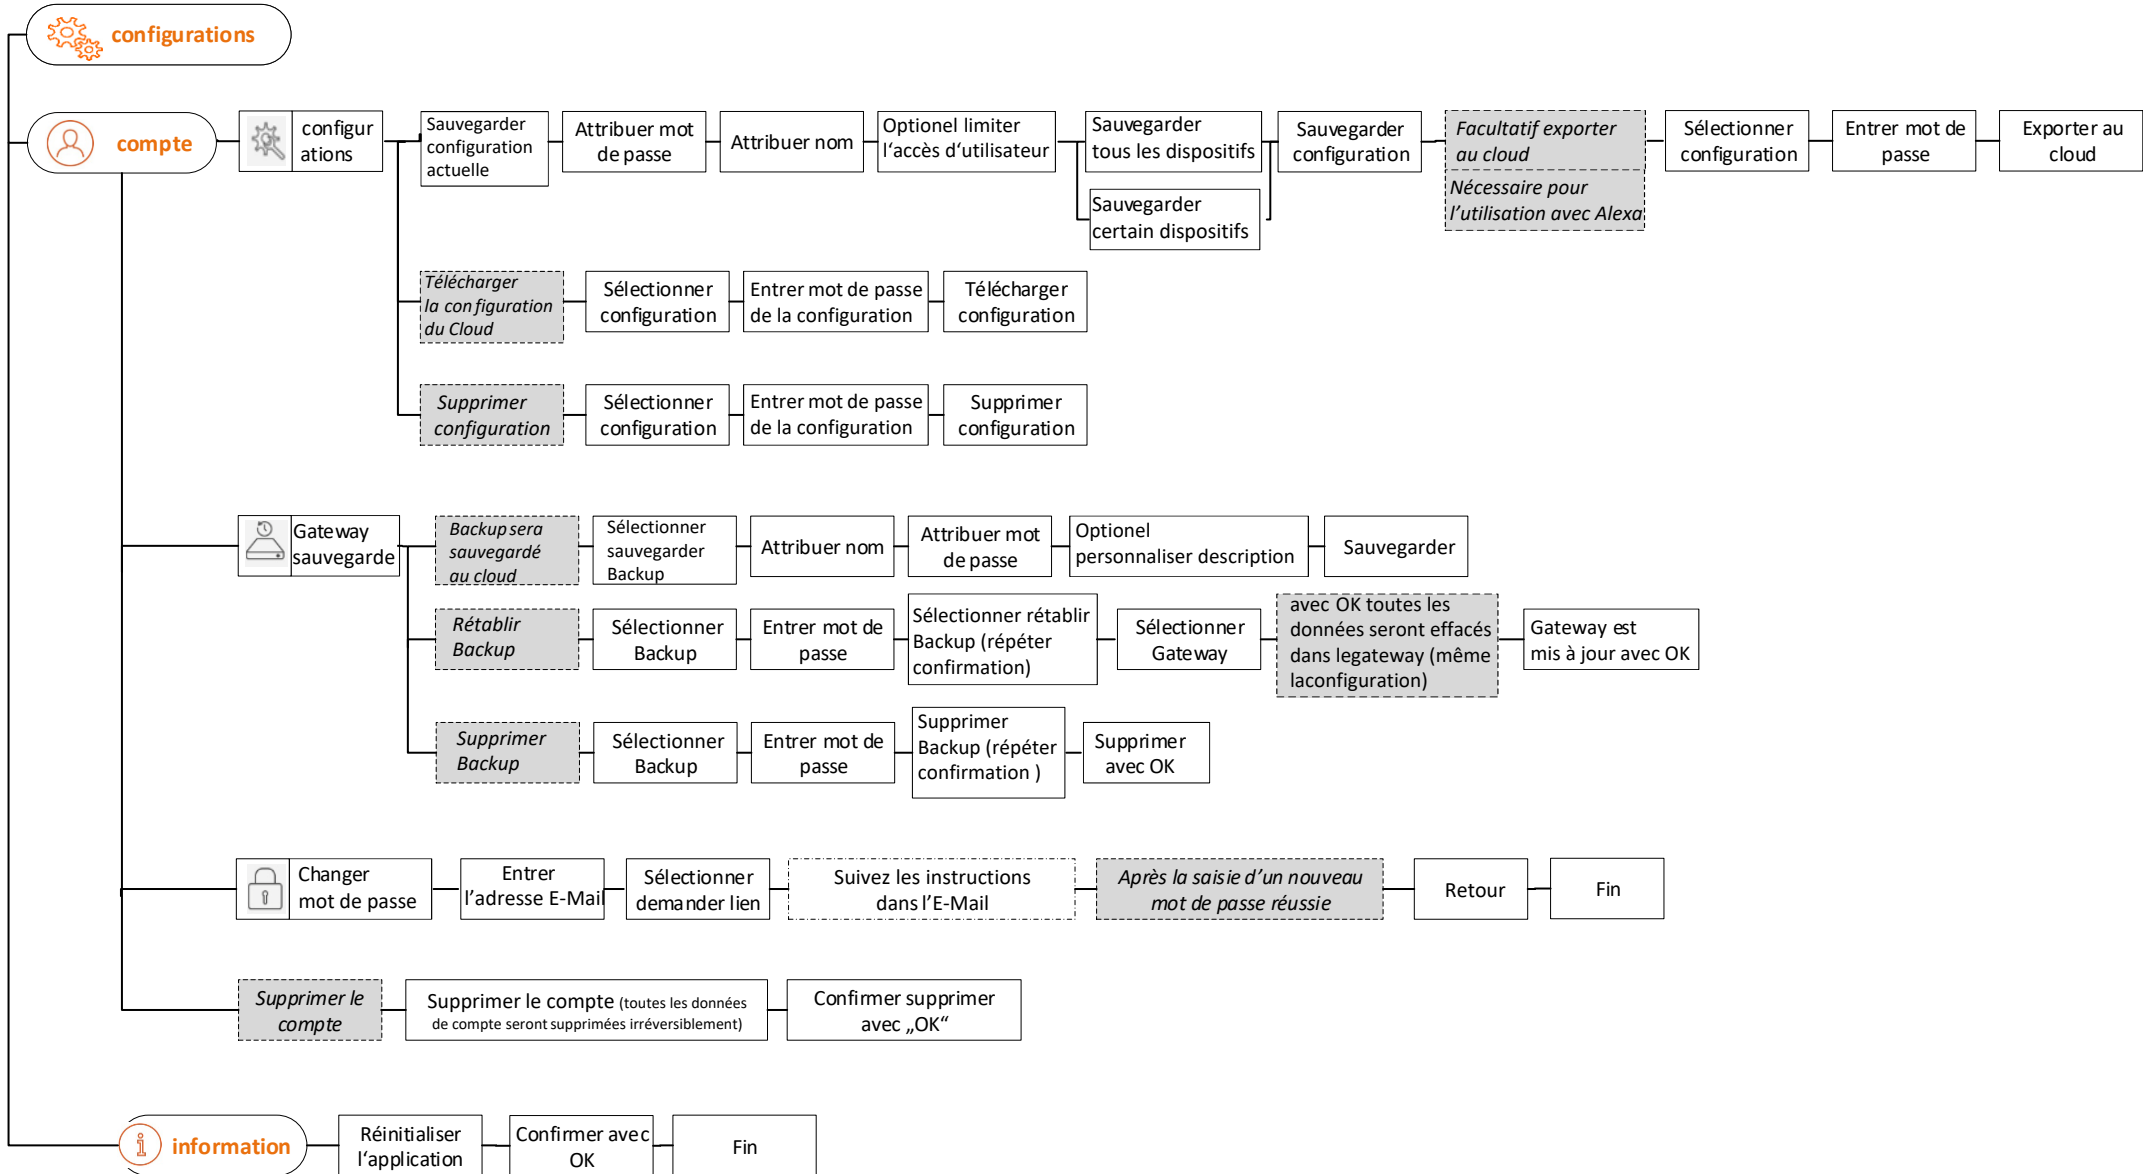 configurations
compte
configur
ations
Sauvegarder
configuration
actuelle
Attribuer mot
de passe
Attribuer nom
Optionel limiter
l‘accès d‘utilisateur
Sauvegarder
tous les dispositifs
Sauvegarder
certain dispositifs
Sauvegarder
configuration
Facultatif exporter
au cloud
Nécessaire pour
l’utilisation avec Alexa
Sélectionner
configuration
Entrer mot de
passe
Exporter au
cloud
Télécharger
la configuration
du Cloud
Sélectionner
configuration
Entrer mot de passe
de la configuration
Télécharger
configuration
Supprimer
configuration
Sélectionner
configuration
Entrer mot de passe
de la configuration
Supprimer
configuration
Gateway
sauvegarde
Backup sera
sauvegardé
au cloud
Sélectionner
sauvegarder
Backup
Attribuer nom
Attribuer mot
de passe
Optionel
personnaliser description
Sauvegarder
Rétablir
Backup
Sélectionner
Backup
Entrer mot de
passe
Sélectionner rétablir
Backup (répéter
confirmation)
Sélectionner
Gateway
avec OK toutes les
données seront effacés
dans legateway (même
laconfiguration)
Gateway est
mis à jour avec OK
Supprimer
Backup
Sélectionner
Backup
Entrer mot de
passe
Supprimer
Backup (répéter
confirmation )
Supprimer
avec OK
Changer
mot de passe
Entrer
l’adresse E-Mail
Sélectionner
demander lien
Suivez les instructions
dans l’E-Mail
Après la saisie d’un nouveau
mot de passe réussie
Retour
Fin
Supprimer le
compte
Supprimer le compte (toutes les données
de compte seront supprimées irréversiblement)
Confirmer supprimer
avec „OK“
information
Réinitialiser
l‘application
Confirmer avec
OK
Fin